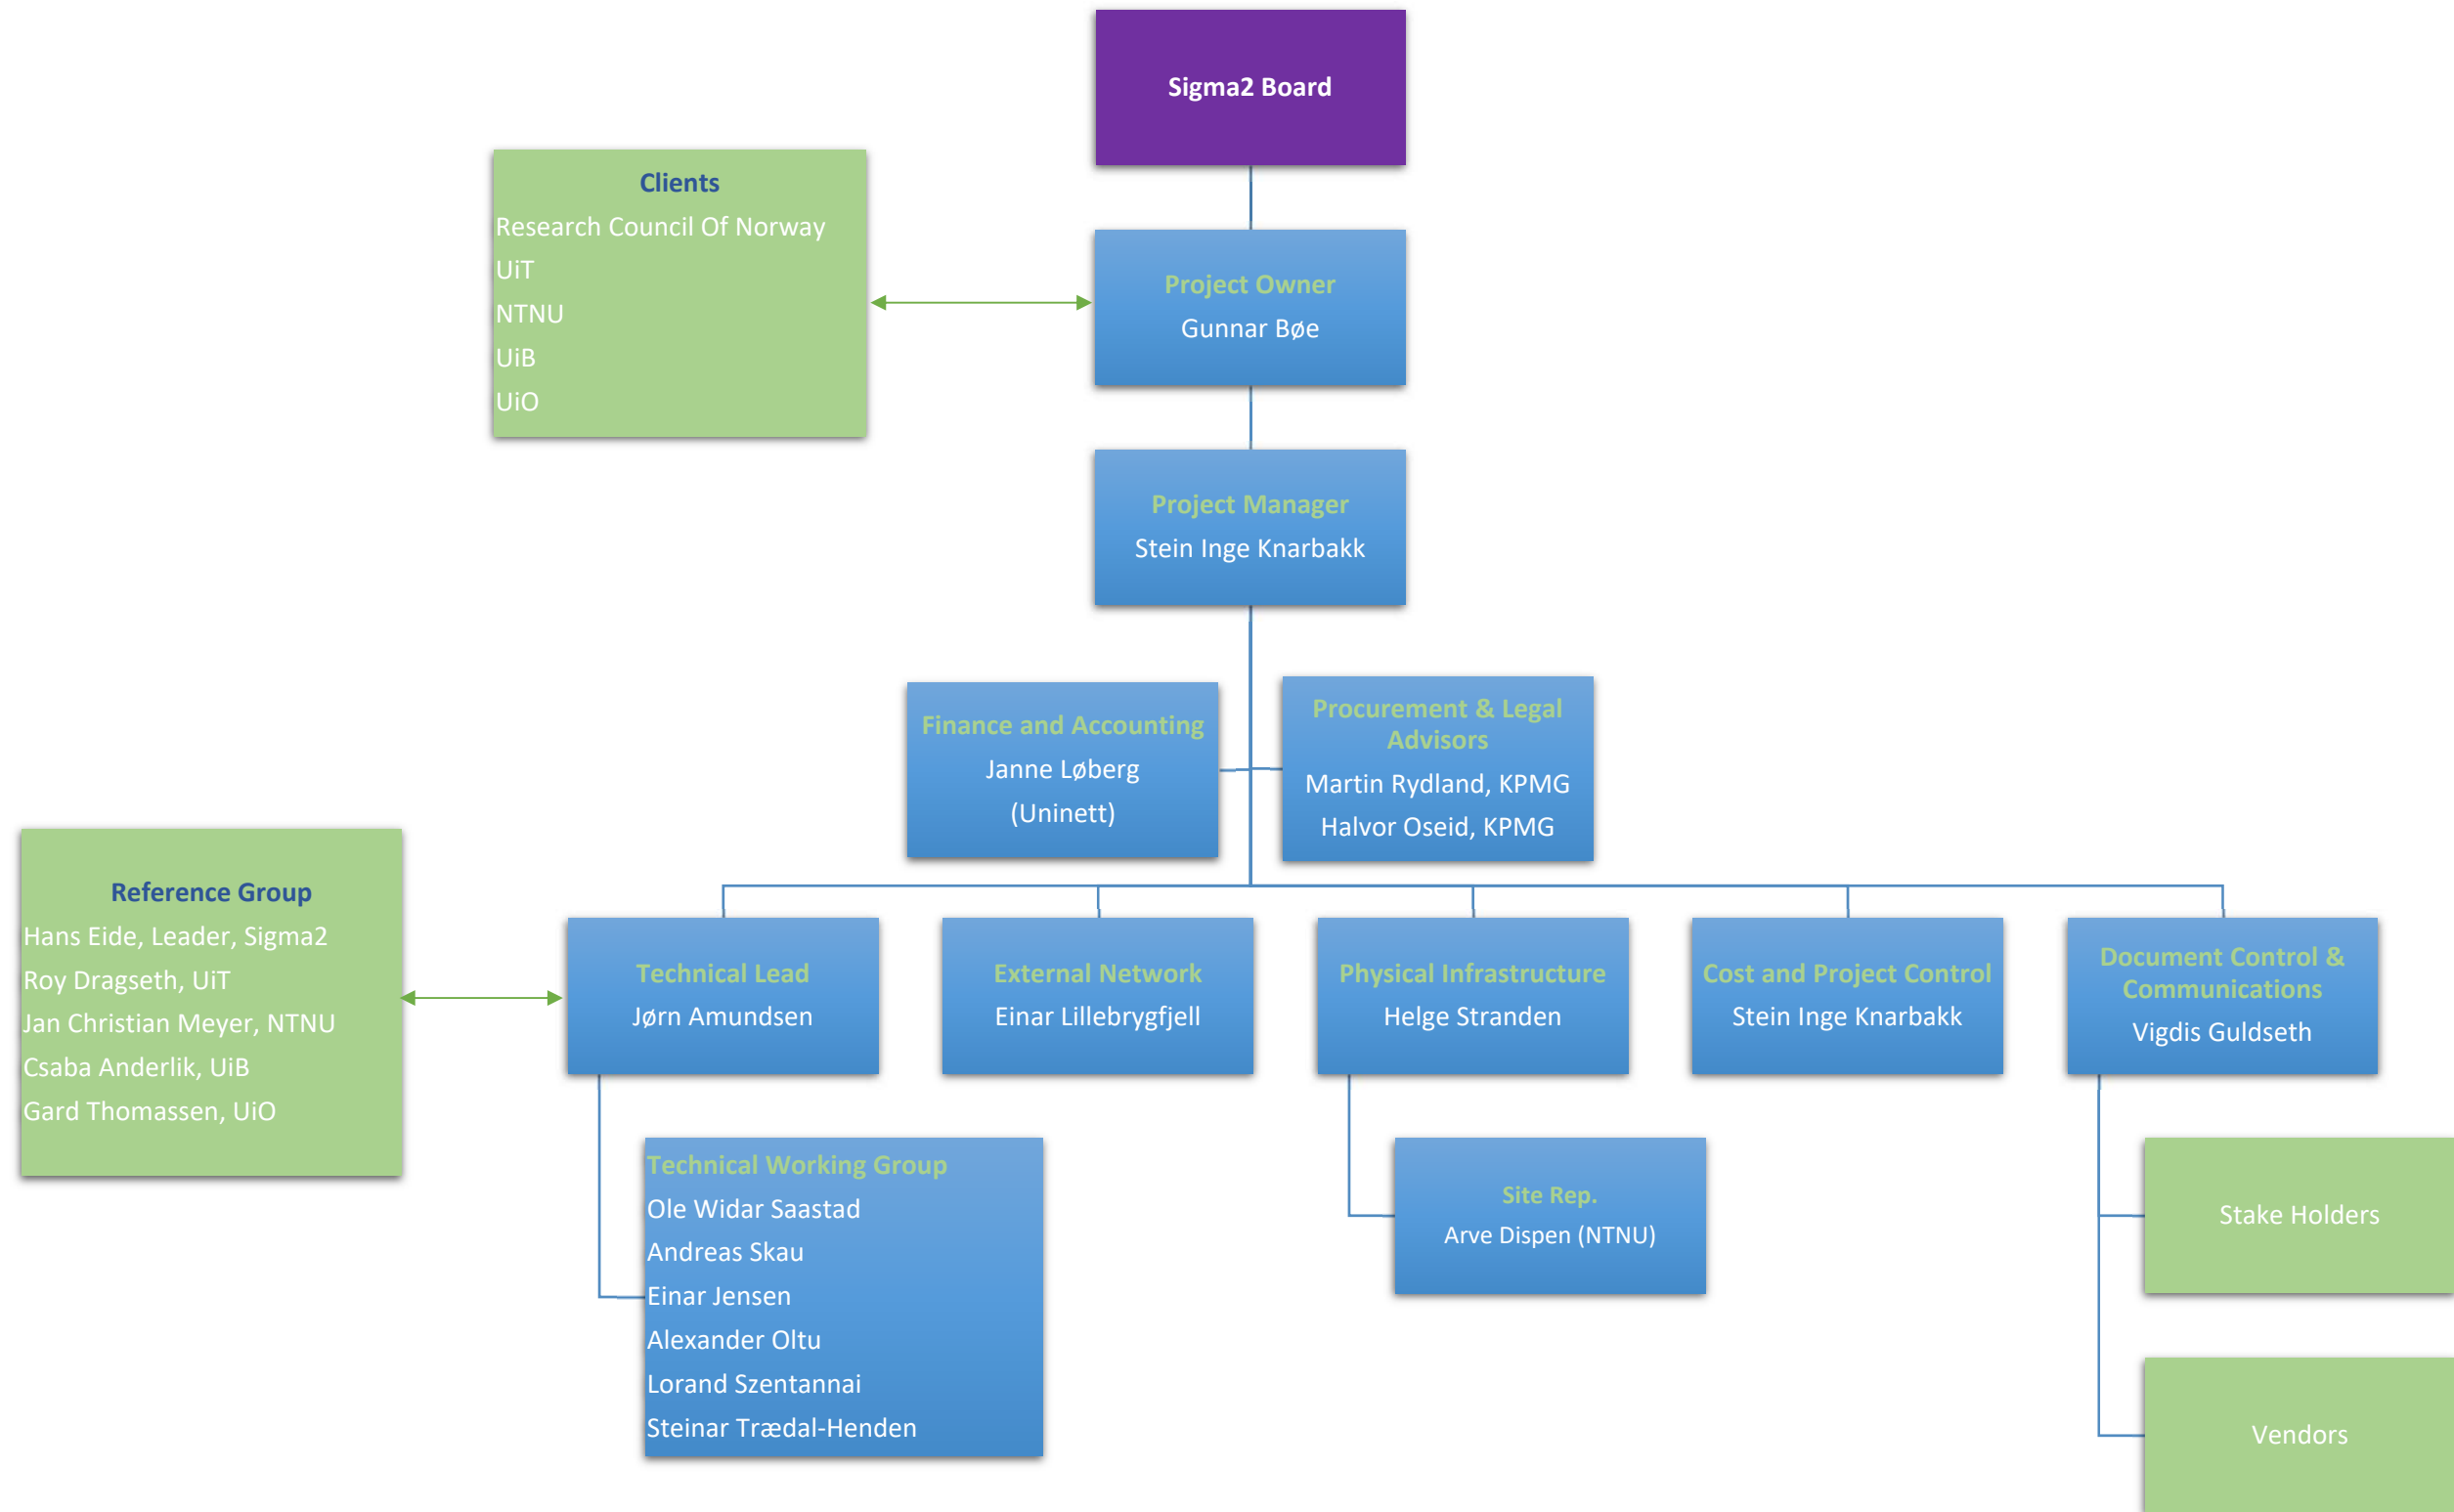 Sigma2 Board
Clients
Research Council Of Norway
UiT
NTNU
UiB
UiO
Project Owner
Gunnar Bøe
Project Manager
Stein Inge Knarbakk
Finance and Accounting
Janne Løberg
(Uninett)
Procurement & Legal
Advisors
Martin Rydland, KPMG
Halvor Oseid, KPMG
Reference Group
Hans Eide, Leader, Sigma2
Roy Dragseth, UiT
Jan Christian Meyer, NTNU
Csaba Anderlik, UiB
Gard Thomassen, UiO
Technical Lead
Jørn Amundsen
External Network
Einar Lillebrygfjell
Physical Infrastructure
Helge Stranden
Cost and Project Control
Stein Inge Knarbakk
Document Control &
Communications
Vigdis Guldseth
Technical Working Group
Ole Widar Saastad
Andreas Skau
Einar Jensen
Alexander Oltu
Lorand Szentannai
Steinar Trædal-Henden
Site Rep.
Arve Dispen (NTNU)
Stake Holders
Vendors